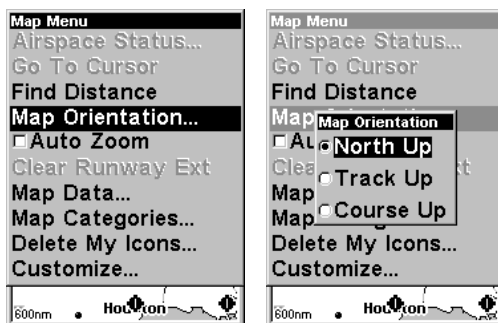 Map Menu
Airspace Status...
Go To Cursor
Find Distance
Map Orientation...
Auto Zoom
Clear Runway Ext
Map Data...
Map Categories...
Delete My Icons...
Customize...
600nm
Map Menu
Airspace Status...
Go To Cursor
Find Distance
Map Orientation
North Up
Track Up
Course Up
Map
Map
Delete My Icons...
Customize...
600nm